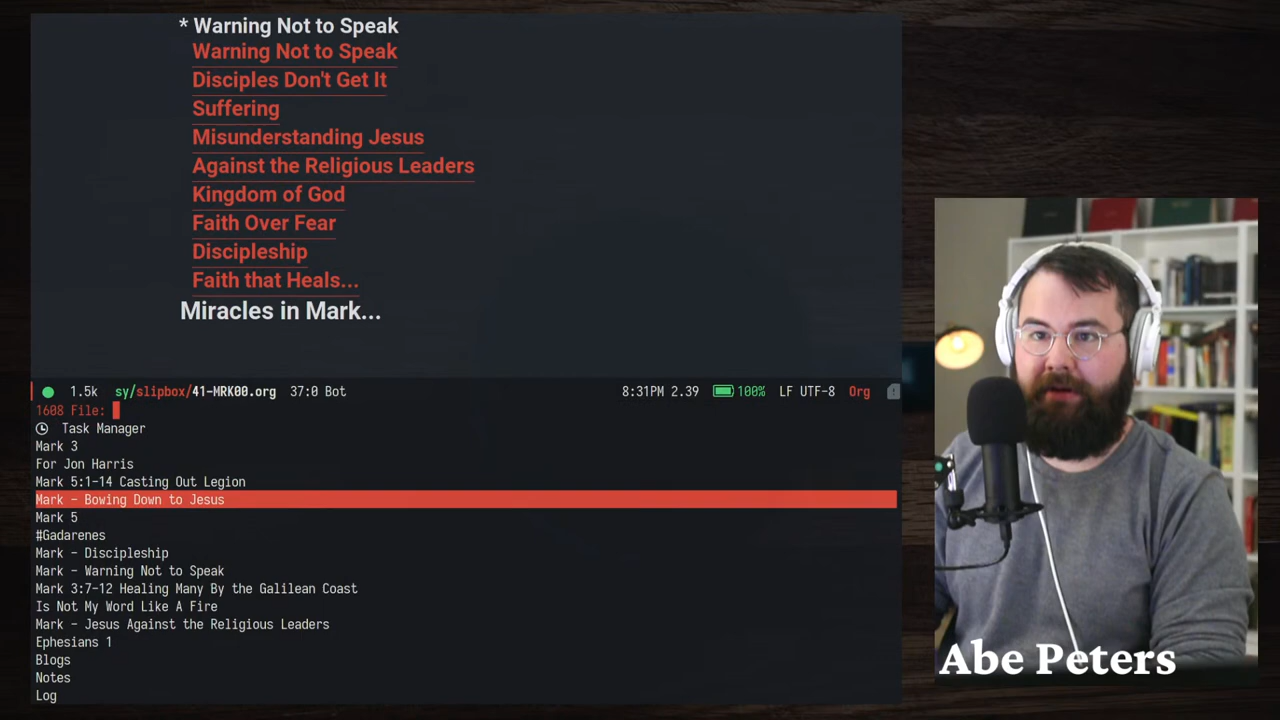 * Warning Not to Speak
Warning Not to Speak
Disciples Don't Get It
Suffering
Misunderstanding Jesus
Against the Religious Leaders
Kingdom of God
Faith Over Fear
Discipleship
Faith that Heals...
Miracles in Mark...
1.5k sy/slipbox/41-MRK00.org 37:0 Bot 8:31PM 2.39 100% LF UTF-8 Org
1608 File:
Task Manager
Mark 3
For Jon Harris
Mark 5:1-14 Casting Out Legion
Mark - Bowing Down to Jesus
Mark 5
#Gadarenes
Mark - Discipleship
Mark - Warning Not to Speak
Mark 3:7-12 Healing Many By the Galilean Coast
Is Not My Word Like A Fire
Mark - Jesus Against the Religious Leaders
Ephesians 1
Blogs
Notes
Log
Abe Peters